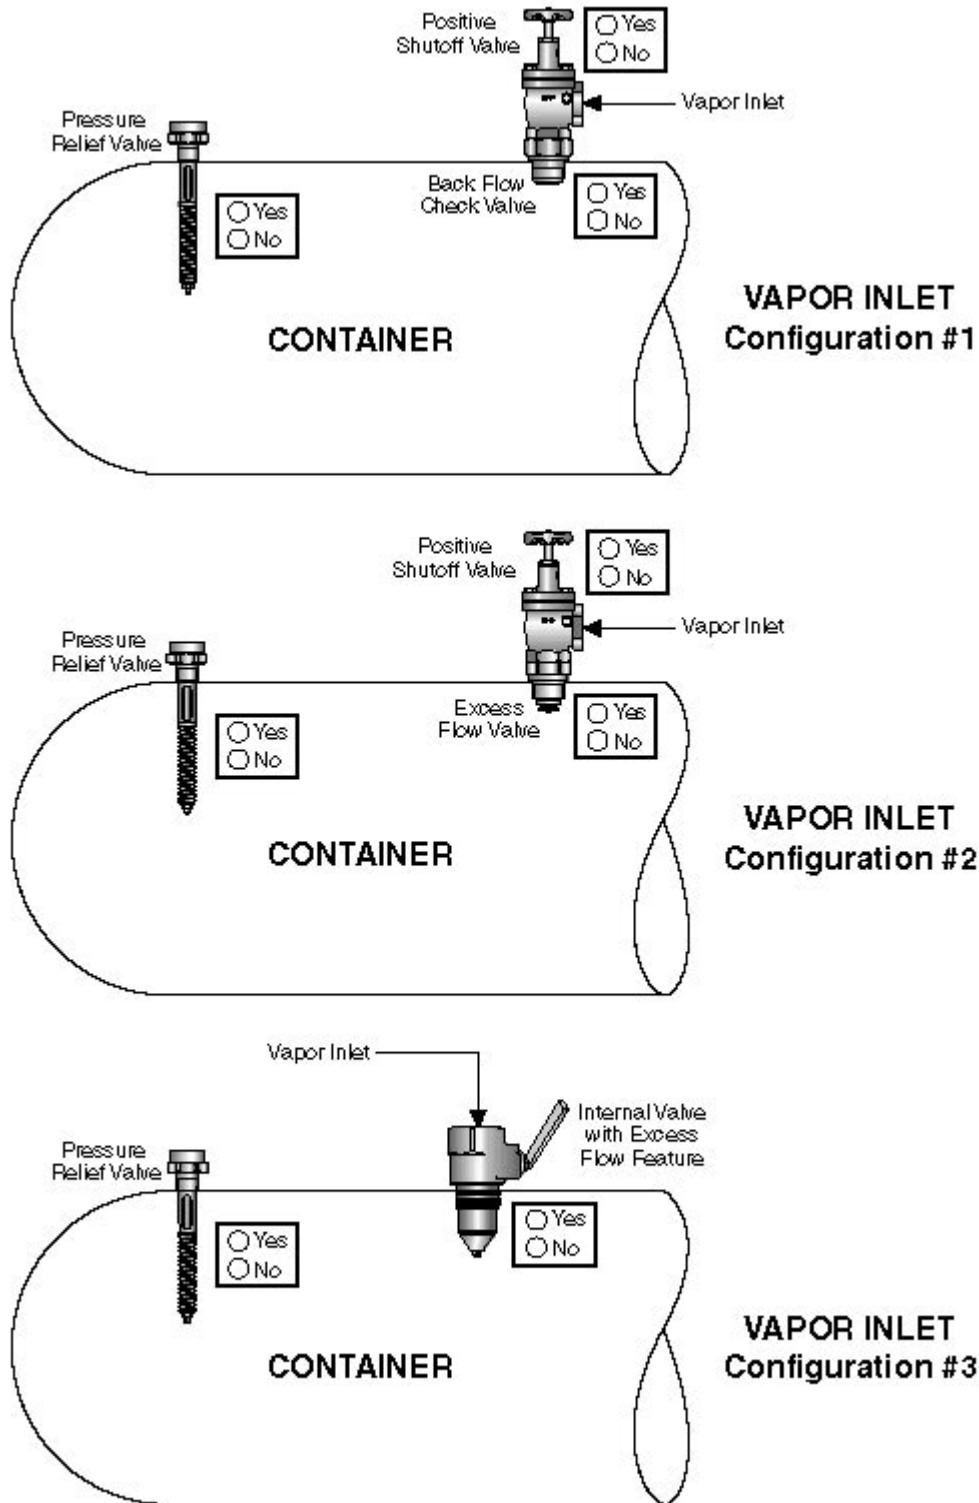 Positive
Shutoff Valve
Yes
No
Vapor Inlet
Pressure
Relief Valve
Yes
No
Back Flow
Check Valve
Yes
No
CONTAINER
VAPOR INLET
Configuration #1
Positive
Shutoff Valve
Yes
No
Vapor Inlet
Pressure
Relief Valve
Yes
No
Excess
Flow Valve
Yes
No
CONTAINER
VAPOR INLET
Configuration #2
Vapor Inlet
Internal Valve
with Excess
Flow Feature
Pressure
Relief Valve
Yes
No
Yes
No
CONTAINER
VAPOR INLET
Configuration #3